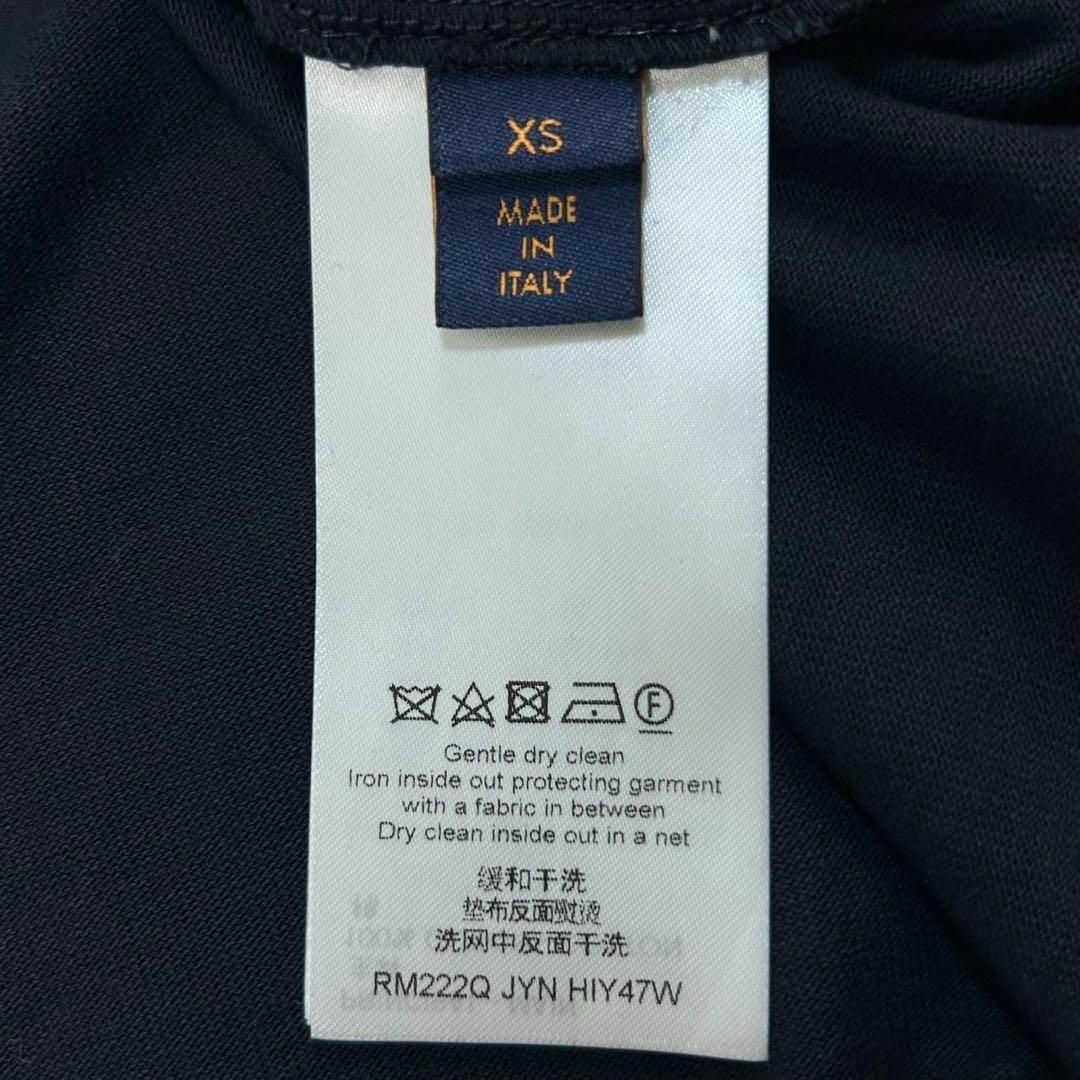 XS
MADE
IN
ITALY
F
Gentle dry clean
Iron inside out protecting garment
with a fabric in between
Dry clean inside out in a net
缓和干洗
垫布反面熨烫
洗网中反面干洗
RM222Q JYN HIY47W